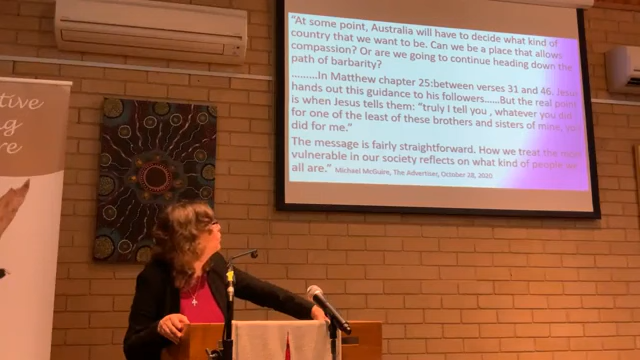 "At some point, Australia will have to decide what kind of
country that we want to be. Can we be a place that allows
compassion? Or are we going to continue heading down the
path of barbarity?
.........In Matthew chapter 25:between verses 31 and 46. Jesus
hands out this guidance to his followers......But the real point
is when Jesus tells them: "truly I tell you , whatever you did
for one of the least of these brothers and sisters of mine, you
did for me."
The message is fairly straightforward. How we treat the most
vulnerable in our society reflects on what kind of people we
all are." Michael McGuire, The Advertiser, October 28, 2020